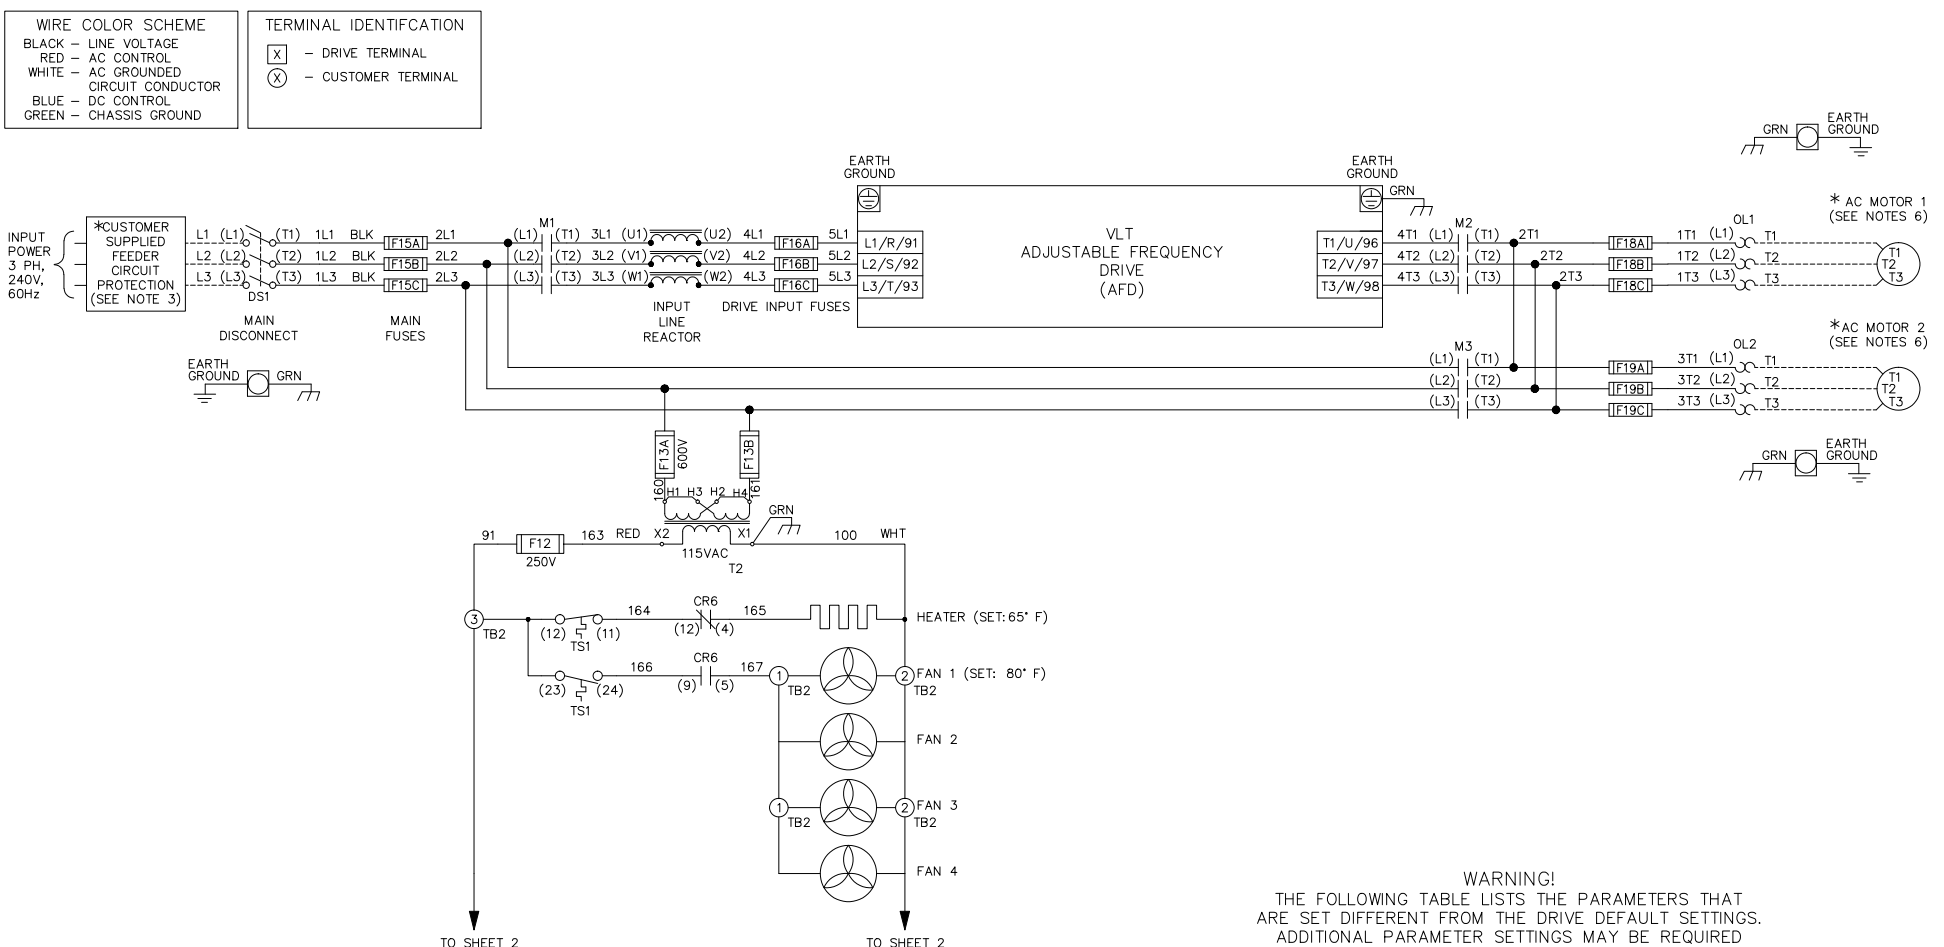 WIRE COLOR SCHEME
BLACK – LINE VOLTAGE
RED – AC CONTROL
WHITE – AC GROUNDED
CIRCUIT CONDUCTOR
BLUE – DC CONTROL
GREEN – CHASSIS GROUND
TERMINAL IDENTIFCATION
X – DRIVE TERMINAL
X – CUSTOMER TERMINAL
GRN
EARTH
GROUND
INPUT
POWER
3 PH,
240V,
60Hz
*CUSTOMER
SUPPLIED
FEEDER
CIRCUIT
PROTECTION
(SEE NOTE 3)
L1 (L1) (T1) 1L1 BLK F15A 2L1
L2 (L2) 1L2 BLK F15B 2L2
L3 (L3) (T3) 1L3 BLK F15C 2L3
DS1
MAIN
DISCONNECT
MAIN
FUSES
M1
(L1) (T1) 3L1 (U1) (U2) 4L1 F16A 5L1
(L2) (T2) 3L2 (V1) (V2) 4L2 F16B 5L2
(L3) (T3) 3L3 (W1) (W2) 4L3 F16C 5L3
INPUT
LINE
REACTOR
DRIVE INPUT FUSES
EARTH
GROUND
L1/R/91
L2/S/92
L3/T/93
VLT
ADJUSTABLE FREQUENCY
DRIVE
(AFD)
EARTH
GROUND
GRN
T1/U/96
T2/V/97
T3/W/98
M2
4T1 (L1) (T1) 2T1 F18A 1T1 (L1) T1
4T2 (L2) (T2) 2T2 F18B 1T2 (L2) T2
4T3 (L3) (T3) 2T3 F18C 1T3 (L3) T3
OL1
* AC MOTOR 1
(SEE NOTES 6)
T1
T2
T3
EARTH
GROUND
GRN
M3
(L1) (T1) F19A 3T1 (L1) T1
(L2) (T2) F19B 3T2 (L2) T2
(L3) (T3) F19C 3T3 (L3) T3
OL2
* AC MOTOR 2
(SEE NOTES 6)
T1
T2
T3
GRN
EARTH
GROUND
F13A
600V
F13B
160
161
H1 H3 H2 H4
GRN
91 F12 163 RED X2 X1 100 WHT
250V
115VAC
T2
3
TB2
(12) (11) 164 CR6 165
TS1
(12) (4)
HEATER (SET:65° F)
(23) (24) 166 CR6 167
TS1
(9) (5)
1
TB2
2
TB2
FAN 1 (SET: 80° F)
FAN 2
1
TB2
2
TB2
FAN 3
FAN 4
TO SHEET 2
TO SHEET 2
WARNING!
THE FOLLOWING TABLE LISTS THE PARAMETERS THAT
ARE SET DIFFERENT FROM THE DRIVE DEFAULT SETTINGS.
ADDITIONAL PARAMETER SETTINGS MAY BE REQUIRED